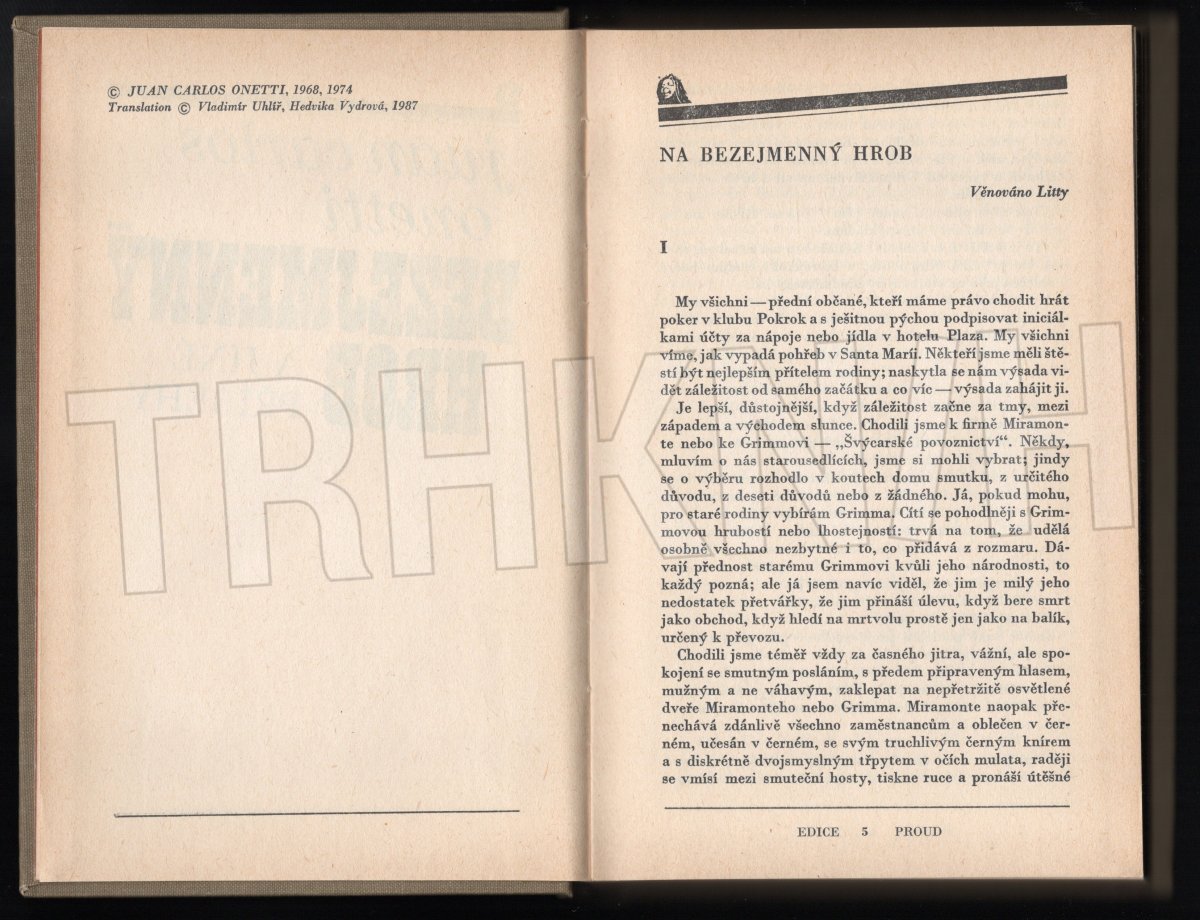 © JUAN CARLOS ONETTI, 1968, 1974
Translation © Vladimír Uhlíř, Hedvika Vydrová, 1987
NA BEZEJMENNÝ HROB
Věnováno Litty
I
My všichni — přední občané, kteří máme právo chodit hrát
poker v klubu Pokrok a s ješitnou pýchou podpisovat iniciál-
kami účty za nápoje nebo jídla v hotelu Plaza. My všichni
víme, jak vypadá pohřeb v Santa Maríi. Někteří jsme měli ště-
stí být nejlepším přítelem rodiny; naskytla se nám výsada vi-
dět záležitost od samého začátku a co víc — výsada zahájit ji.
Je lepší, důstojnější, když záležitost začne za tmy, mezi
západem a východem slunce. Chodili jsme k firmě Miramon-
te nebo ke Grimmovi — „Švýcarské povoznictví“. Někdy,
mluvím o nás starousedlících, jsme si mohli vybrat; jindy
se o výběru rozhodlo v koutech domu smutku, z určitého
důvodu, z deseti důvodů nebo z žádného. Já, pokud mohu,
pro staré rodiny vybírám Grimma. Cítí se pohodlněji s Grim-
movou hrubostí nebo lhostejností: trvá na tom, že udělá
osobně všechno nezbytné i to, co přidává z rozmaru. Dá-
vají přednost starému Grimmovi kvůli jeho národnosti, to
každý pozná; ale já jsem navíc viděl, že jim je milý jeho
nedostatek přetvářky, že jim přináší úlevu, když bere smrt
jako obchod, když hledí na mrtvolu prostě jen jako na balík,
určený k převozu.
Chodili jsme téměř vždy za časného jitra, vážní, ale spo-
kojení se smutným posláním, s předem připraveným hlasem,
mužným a ne váhavým, zaklepat na nepřetržitě osvětlené
dveře Miramonteho nebo Grimma. Miramonte naopak pře-
nechává zdánlivě všechno zaměstnancům a oblečen v čer-
ném, učesán v černém, se svým truchlivým černým knírem
a s diskrétně dvojsmyslným třpytem v očích mulata, raději
se vmísí mezi smuteční hosty, tiskne ruce a pronáší útěšné
EDICE 5 PROUD
TRHKNIH